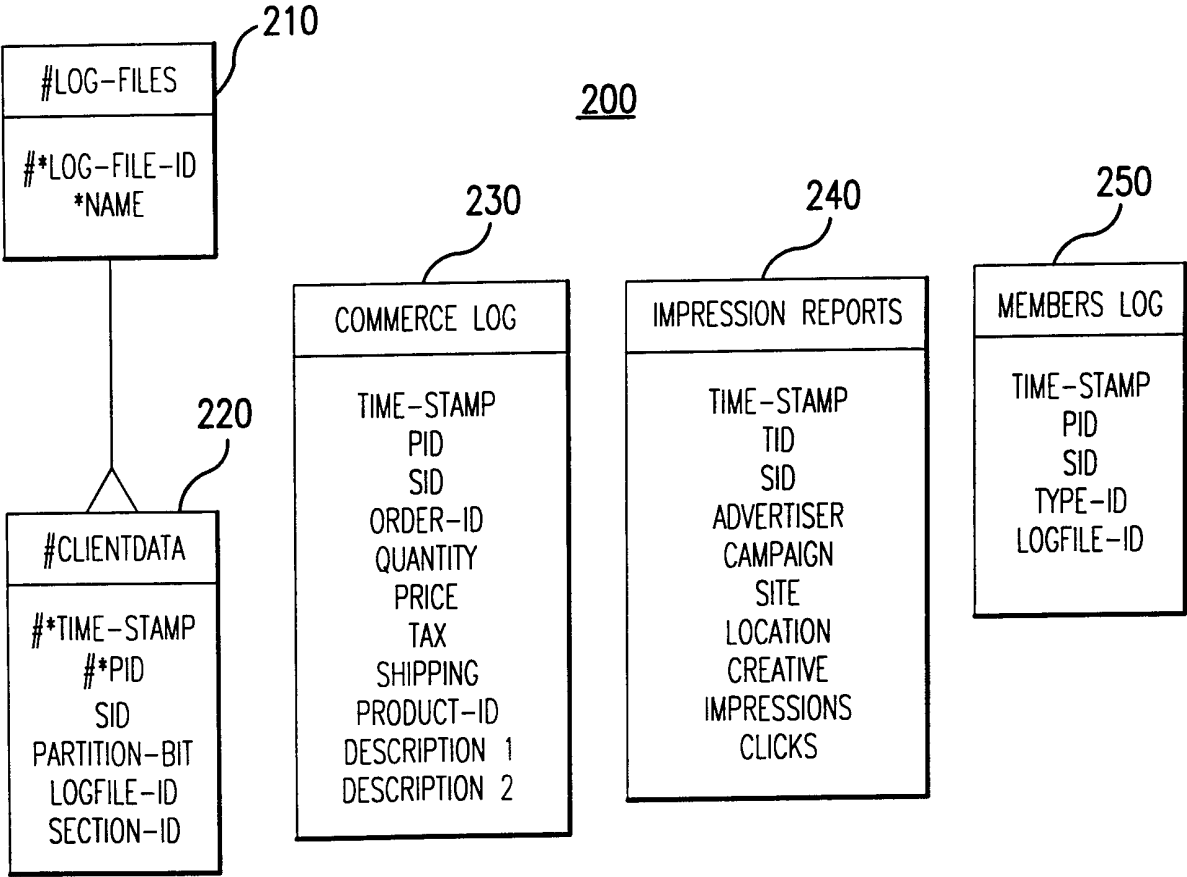 210
#LOG-FILES
#*LOG-FILE-ID
*NAME
200
220
#CLIENTDATA
#*TIME-STAMP
#*PID
SID
PARTITION-BIT
LOGFILE-ID
SECTION-ID
230
COMMERCE LOG
TIME-STAMP
PID
SID
ORDER-ID
QUANTITY
PRICE
TAX
SHIPPING
PRODUCT-ID
DESCRIPTION 1
DESCRIPTION 2
240
IMPRESSION REPORTS
TIME-STAMP
TID
SID
ADVERTISER
CAMPAIGN
SITE
LOCATION
CREATIVE
IMPRESSIONS
CLICKS
250
MEMBERS LOG
TIME-STAMP
PID
SID
TYPE-ID
LOGFILE-ID